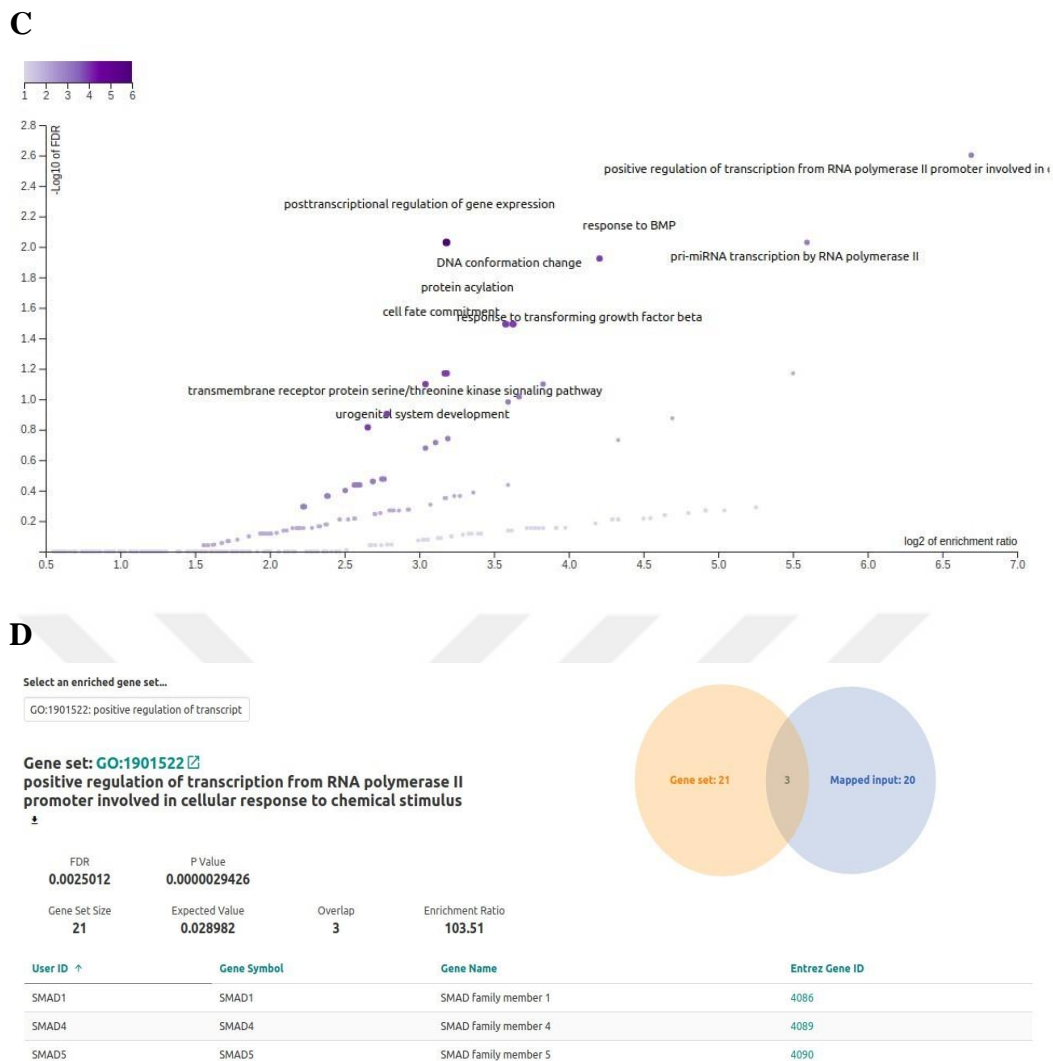 C
1 2 3 4 5 6
-Log10 of FDR
2.8
2.6
positive regulation of transcription from RNA polymerase II promoter involved in
2.4
posttranscriptional regulation of gene expression
2.2
response to BMP
2.0
pri-miRNA transcription by RNA polymerase II
DNA conformation change
1.8
protein acylation
1.6
cell fate commitment
response to transforming growth factor beta
1.4
1.2
transmembrane receptor protein serine/threonine kinase signaling pathway
1.0
urogenital system development
0.8
0.6
0.4
0.2
log2 of enrichment ratio
0.5 1.0 1.5 2.0 2.5 3.0 3.5 4.0 4.5 5.0 5.5 6.0 6.5 7.0
D
Select an enriched gene set...
GO:1901522: positive regulation of transcript
Gene set: GO:1901522
positive regulation of transcription from RNA polymerase II
promoter involved in cellular response to chemical stimulus
Gene set: 21 3 Mapped input: 20
FDR P Value
0.0025012 0.0000029426
Gene Set Size Expected Value Overlap Enrichment Ratio
21 0.028982 3 103.51
User ID ↑ Gene Symbol Gene Name Entrez Gene ID
SMAD1 SMAD1 SMAD family member 1 4086
SMAD4 SMAD4 SMAD family member 4 4089
SMAD5 SMAD5 SMAD family member 5 4090